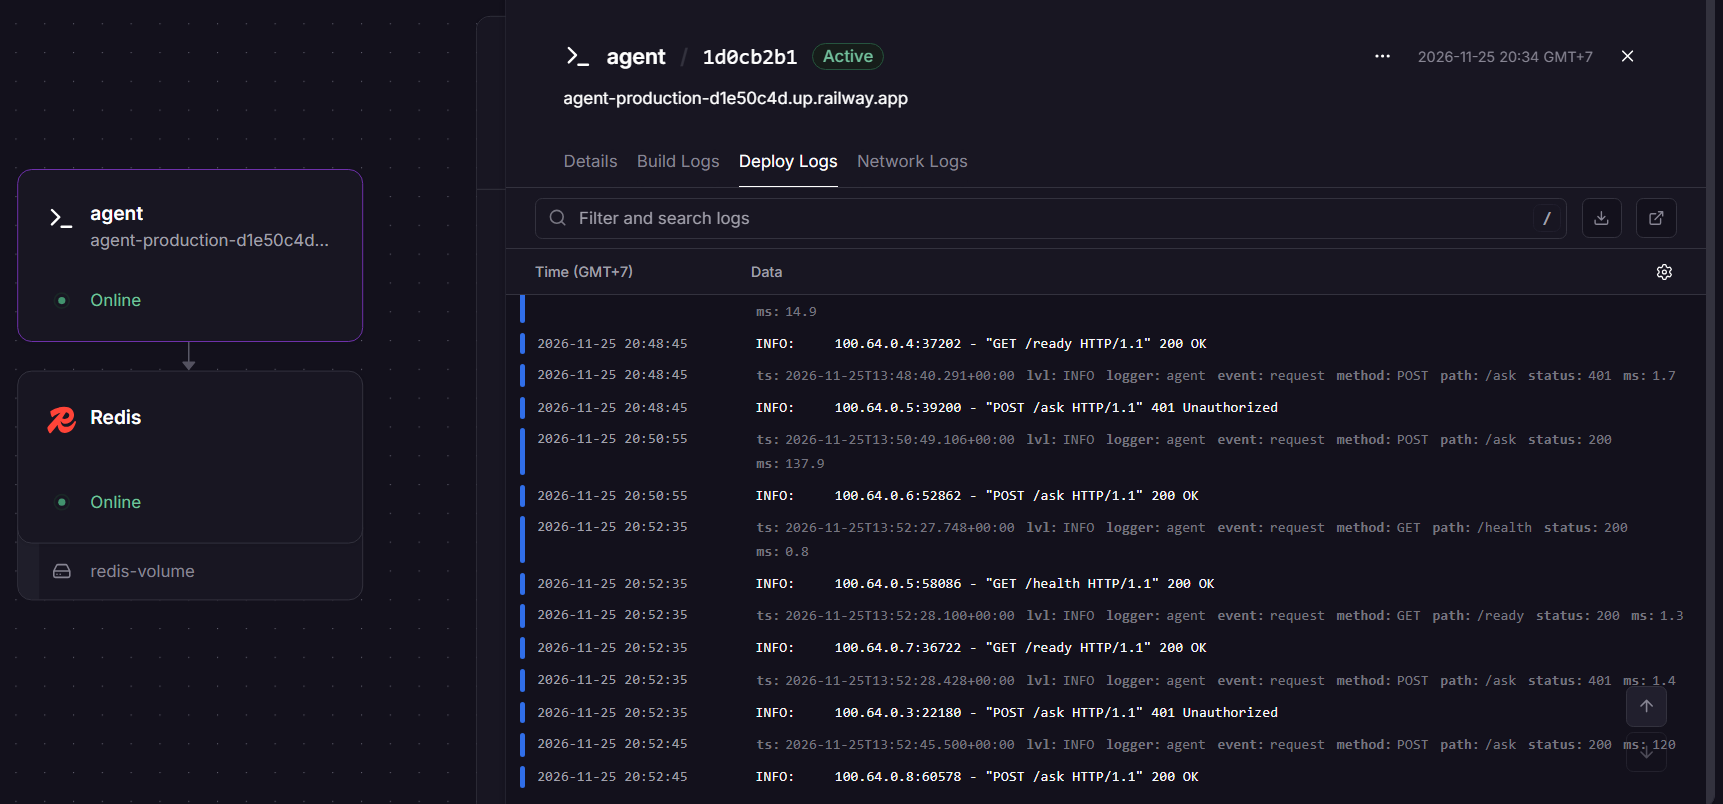 agent
agent-production-d1e50c4d...
Online
Redis
Online
redis-volume
agent / 1d0cb2b1 Active
2026-11-25 20:34 GMT+7
agent-production-d1e50c4d.up.railway.app
Details Build Logs Deploy Logs Network Logs
Filter and search logs /
Time (GMT+7) Data
ms: 14.9
2026-11-25 20:48:45 INFO: 100.64.0.4:37202 - "GET /ready HTTP/1.1" 200 OK
2026-11-25 20:48:45 ts: 2026-11-25T13:48:40.291+00:00 lvl: INFO logger: agent event: request method: POST path: /ask status: 401 ms: 1.7
2026-11-25 20:48:45 INFO: 100.64.0.5:39200 - "POST /ask HTTP/1.1" 401 Unauthorized
2026-11-25 20:50:55 ts: 2026-11-25T13:50:49.106+00:00 lvl: INFO logger: agent event: request method: POST path: /ask status: 200
ms: 137.9
2026-11-25 20:50:55 INFO: 100.64.0.6:52862 - "POST /ask HTTP/1.1" 200 OK
2026-11-25 20:52:35 ts: 2026-11-25T13:52:27.748+00:00 lvl: INFO logger: agent event: request method: GET path: /health status: 200
ms: 0.8
2026-11-25 20:52:35 INFO: 100.64.0.5:58086 - "GET /health HTTP/1.1" 200 OK
2026-11-25 20:52:35 ts: 2026-11-25T13:52:28.100+00:00 lvl: INFO logger: agent event: request method: GET path: /ready status: 200 ms: 1.3
2026-11-25 20:52:35 INFO: 100.64.0.7:36722 - "GET /ready HTTP/1.1" 200 OK
2026-11-25 20:52:35 ts: 2026-11-25T13:52:28.428+00:00 lvl: INFO logger: agent event: request method: POST path: /ask status: 401 ms: 1.4
2026-11-25 20:52:35 INFO: 100.64.0.3:22180 - "POST /ask HTTP/1.1" 401 Unauthorized
2026-11-25 20:52:45 ts: 2026-11-25T13:52:45.500+00:00 lvl: INFO logger: agent event: request method: POST path: /ask status: 200 ms: 120
2026-11-25 20:52:45 INFO: 100.64.0.8:60578 - "POST /ask HTTP/1.1" 200 OK